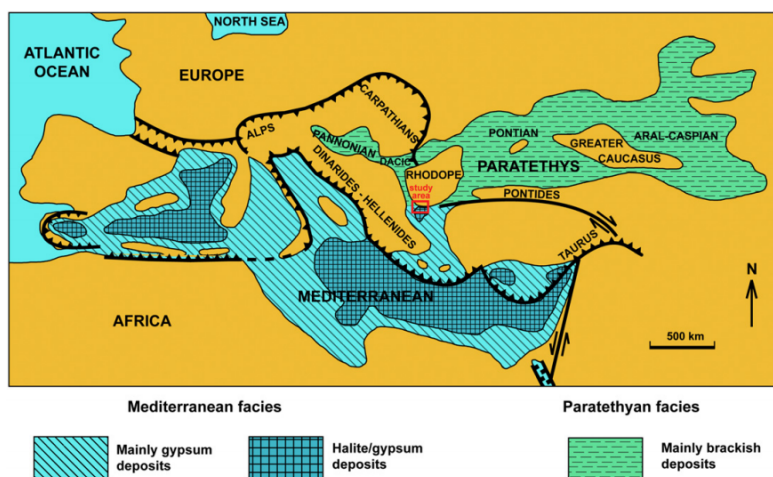 NORTH SEA
ATLANTIC
OCEAN
EUROPE
ALPS
CARPATHIANS
PANNONIAN
DACIC
PONTIAN
ARAL-CASPIAN
GREATER
CAUCASUS
PARATETHYS
RHODOPE
study
area
PONTIDES
DINARIDES - HELLENIDES
TAURUS
MEDITERRANEAN
AFRICA
N
500 km
Mediterranean facies
Paratethyan facies
Mainly gypsum
deposits
Halite/gypsum
deposits
Mainly brackish
deposits